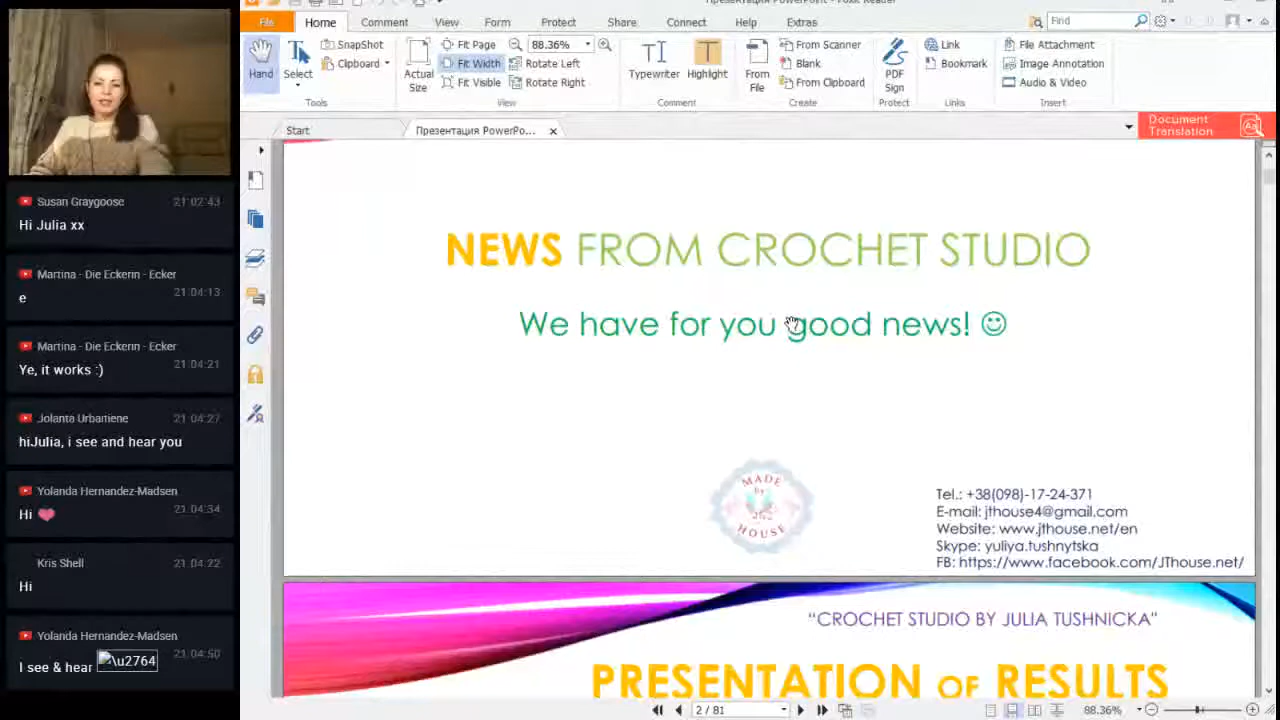 Презентация PowerPoint - Foxit Reader
File
Home
Comment
View
Form
Protect
Share
Connect
Help
Extras
Find
Hand
Select
SnapShot
Clipboard
Tools
Actual Size
Fit Page
Fit Width
Fit Visible
88.36%
Rotate Left
Rotate Right
View
Typewriter
Highlight
Comment
From File
From Scanner
Blank
From Clipboard
Create
PDF Sign
Protect
Link
Bookmark
Links
File Attachment
Image Annotation
Audio & Video
Insert
Start
Презентация PowerPo...
Document Translation
Susan Graygoose 21:02:43
Hi Julia xx
Martina - Die Eckerin - Ecker
e 21:04:13
Martina - Die Eckerin - Ecker
Ye, it works :) 21:04:21
Jolanta Urbaniene 21:04:27
hiJulia, i see and hear you
Yolanda Hernandez-Madsen
Hi ❤ 21:04:34
Kris Shell 21:04:22
Hi
Yolanda Hernandez-Madsen
I see & hear \u2764 21:04:50
NEWS FROM CROCHET STUDIO
We have for you good news! ☺
MADE
by
HOUSE
Tel.: +38(098)-17-24-371
E-mail: jthouse4@gmail.com
Website: www.jthouse.net/en
Skype: yuliya.tushnytska
FB: https://www.facebook.com/JThouse.net/
“CROCHET STUDIO BY JULIA TUSHNICKA”
PRESENTATION OF RESULTS
2 / 81
88.36%